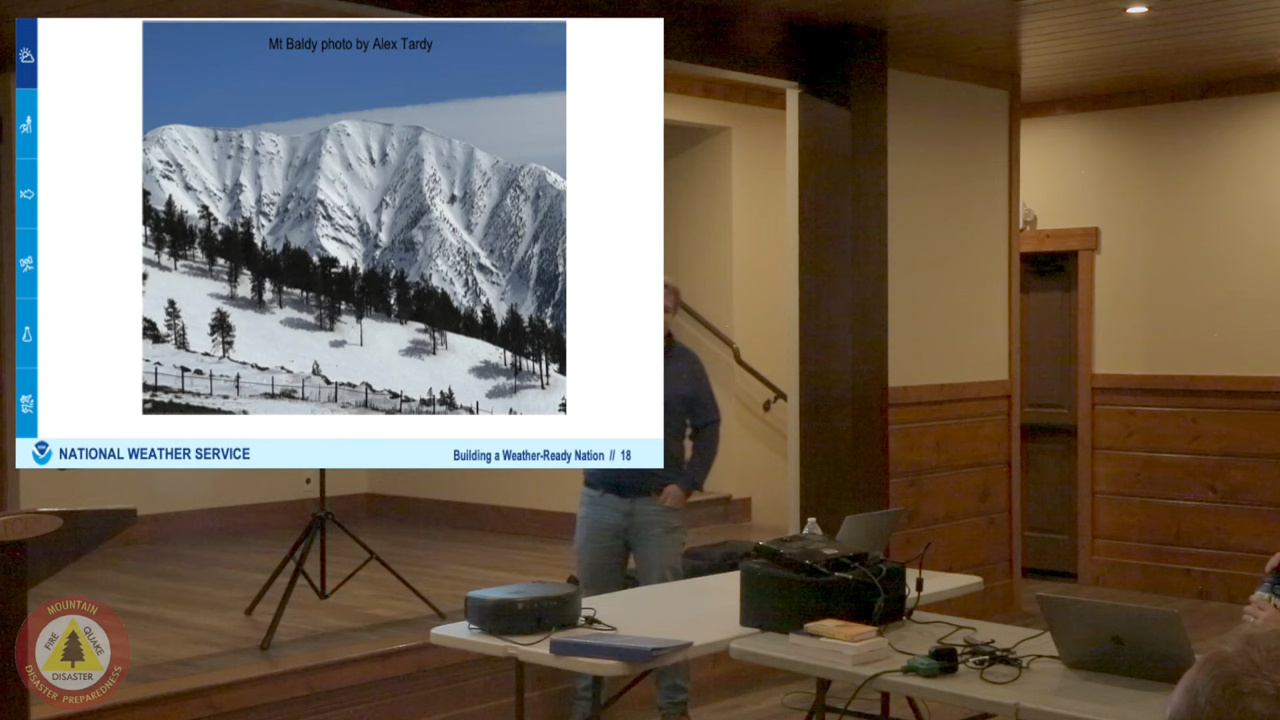 Mt Baldy photo by Alex Tardy
NATIONAL WEATHER SERVICE
Building a Weather-Ready Nation // 18
MOUNTAIN
FIRE
QUAKE
DISASTER
DISASTER PREPAREDNESS